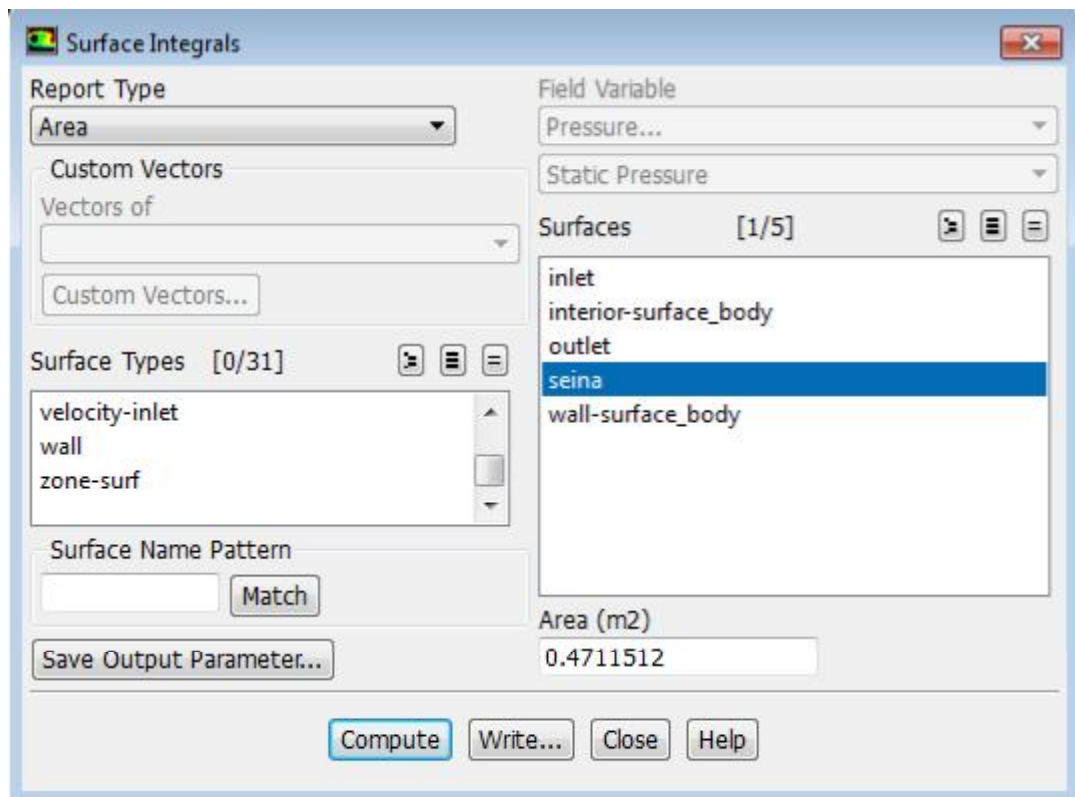 Surface Integrals
Report Type
Area
Custom Vectors
Vectors of
Custom Vectors...
Surface Types [0/31]
velocity-inlet
wall
zone-surf
Surface Name Pattern
Match
Save Output Parameter...
Field Variable
Pressure...
Static Pressure
Surfaces [1/5]
inlet
interior-surface_body
outlet
seina
wall-surface_body
Area (m2)
0.4711512
Compute Write... Close Help